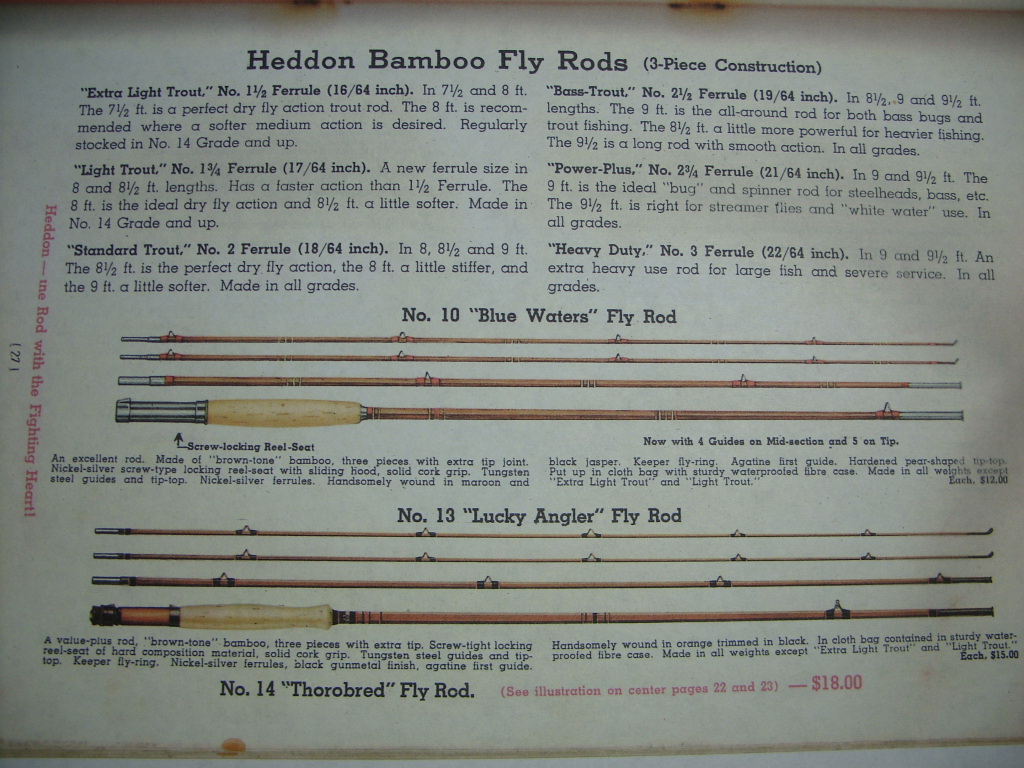 Heddon Bamboo Fly Rods (3-Piece Construction)
"Extra Light Trout," No. 1½ Ferrule (16/64 inch). In 7½ and 8 ft.
The 7½ ft. is a perfect dry fly action trout rod. The 8 ft. is recom-
mended where a softer medium action is desired. Regularly
stocked in No. 14 Grade and up.
"Light Trout," No. 1¾ Ferrule (17/64 inch). A new ferrule size in
8 and 8½ ft. lengths. Has a faster action than 1½ Ferrule. The
8 ft. is the ideal dry fly action and 8½ ft. a little softer. Made in
No. 14 Grade and up.
"Standard Trout," No. 2 Ferrule (18/64 inch). In 8, 8½ and 9 ft.
The 8½ ft. is the perfect dry fly action, the 8 ft. a little stiffer, and
the 9 ft. a little softer. Made in all grades.
"Bass-Trout," No. 2½ Ferrule (19/64 inch). In 8½, 9 and 9½ ft.
lengths. The 9 ft. is the all-around rod for both bass bugs and
trout fishing. The 8½ ft. a little more powerful for heavier fishing.
The 9½ is a long rod with smooth action. In all grades.
"Power-Plus," No. 2¾ Ferrule (21/64 inch). In 9 and 9½ ft. The
9 ft. is the ideal "bug" and spinner rod for steelheads, bass, etc.
The 9½ ft. is right for streamer flies and "white water" use. In
all grades.
"Heavy Duty," No. 3 Ferrule (22/64 inch). In 9 and 9½ ft. An
extra heavy use rod for large fish and severe service. In all
grades.
No. 10 "Blue Waters" Fly Rod
Screw-locking Reel-Seat
Now with 4 Guides on Mid-section and 5 on Tip.
An excellent rod. Made of "brown-tone" bamboo, three pieces with extra tip joint.
Nickel-silver screw-type locking reel-seat with sliding hood, solid cork grip. Tungsten
steel guides and tip-top. Nickel-silver ferrules. Handsomely wound in maroon and
black jasper. Keeper fly-ring. Agatine first guide. Hardened pear-shaped tip-top.
Put up in cloth bag with sturdy waterproofed fibre case. Made in all weights except
"Extra Light Trout" and "Light Trout."
Each, $12.00
No. 13 "Lucky Angler" Fly Rod
A value-plus rod, "brown-tone" bamboo, three pieces with extra tip. Screw-tight locking
reel-seat of hard composition material, solid cork grip. Tungsten steel guides and tip-
top. Keeper fly-ring. Nickel-silver ferrules, black gunmetal finish, agatine first guide.
Handsomely wound in orange trimmed in black. In cloth bag contained in sturdy water-
proofed fibre case. Made in all weights except "Extra Light Trout" and "Light Trout."
Each, $15.00
No. 14 "Thorobred" Fly Rod. (See illustration on center pages 22 and 23) — $18.00
Heddon—the Rod with the Fighting Heart!
( 27 )